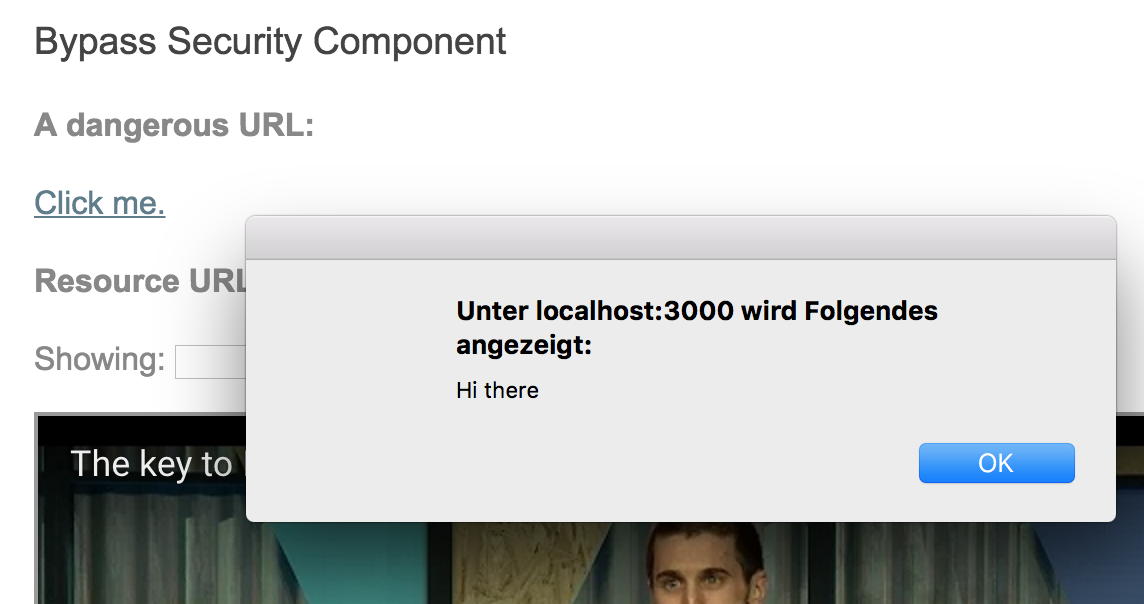 Bypass Security Component
A dangerous URL:
Click me.
Resource URL
Showing:
Unter localhost:3000 wird Folgendes
angezeigt:
Hi there
OK
The key to